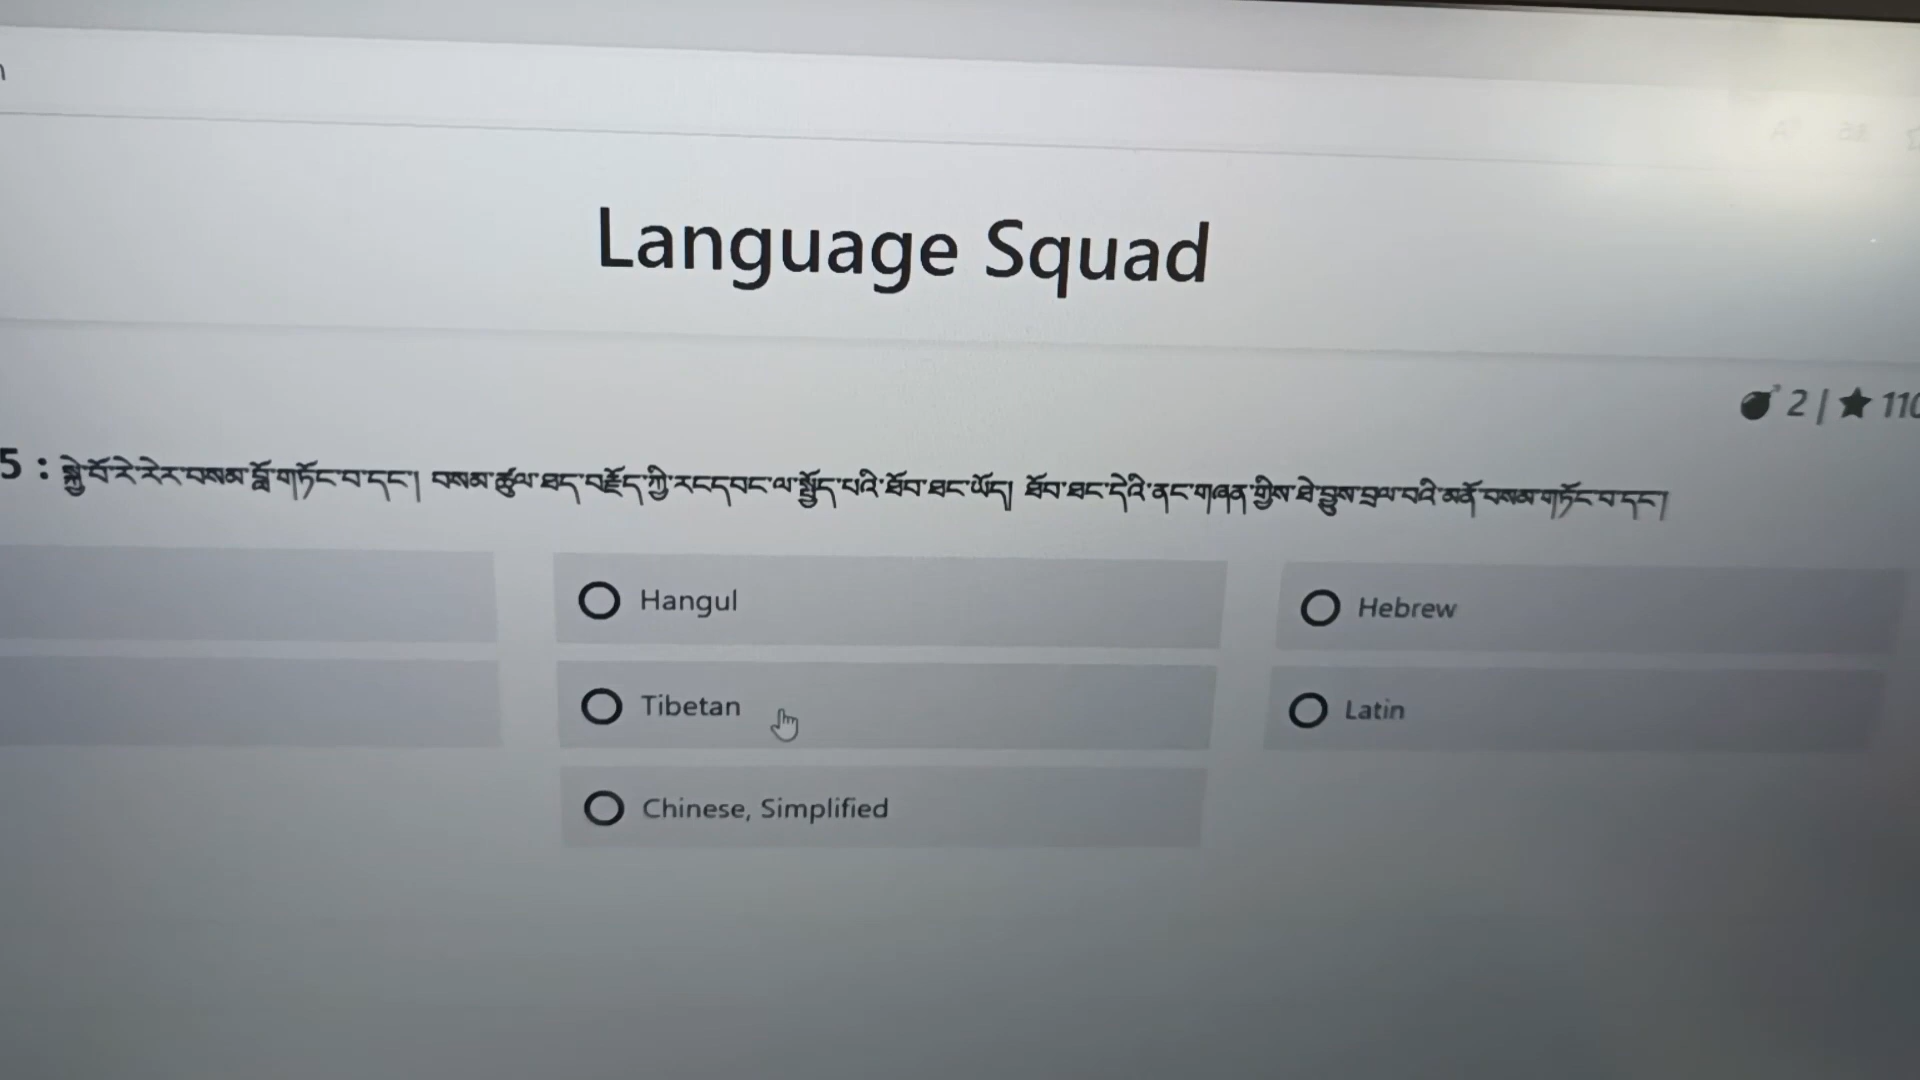 Language Squad
2 | ★ 110
5 : སྐྱེ་བོ་རེ་རེར་བསམ་བློ་གཏོང་བ་དང༌། བསམ་ཚུལ་ཐད་བརྗོད་ཀྱི་རང་དབང་ལ་སྤྱོད་པའི་ཐོབ་ཐང་ཡོད། ཐོབ་ཐང་དེའི་ནང་གཞན་གྱིས་ཐེ་བྱུས་བྲལ་བའི་མནོ་བསམ་གཏོང་བ་དང༌།
Hangul
Hebrew
Tibetan
Latin
Chinese, Simplified